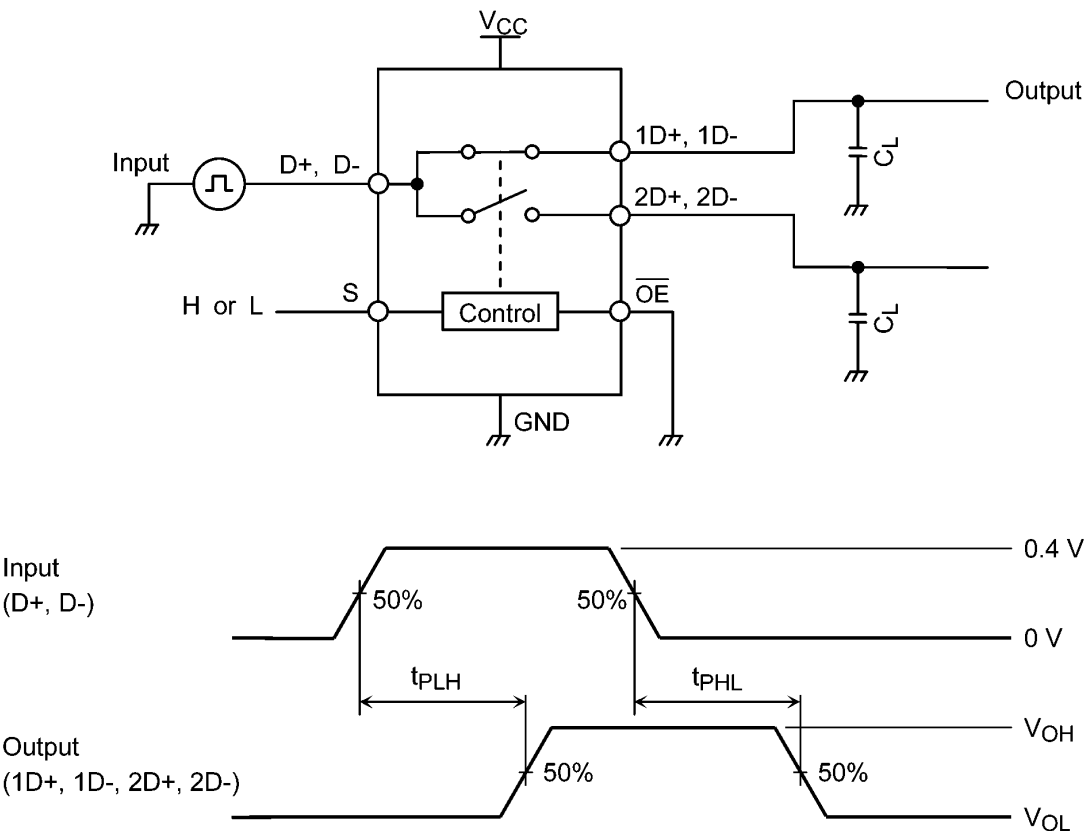 VCC
Output
1D+, 1D-
CL
Input
D+, D-
2D+, 2D-
S
OE
H or L
Control
CL
GND
Input
(D+, D-)
50%
50%
0.4 V
0 V
tPLH
tPHL
Output
(1D+, 1D-, 2D+, 2D-)
50%
50%
VOH
VOL